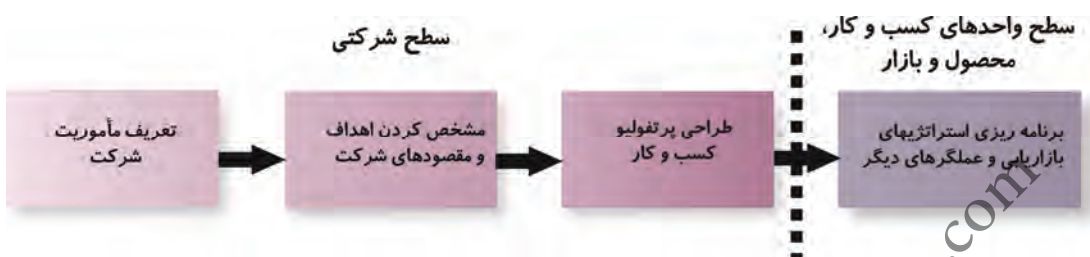 سطح شرکتی
سطح واحدهای کسب و کار،
محصول و بازار
تعریف مأموریت
شرکت
مشخص کردن اهداف
و مقصودهای شرکت
طراحی پرتفولیو
کسب و کار
برنامه ریزی استراتژیهای
بازاریابی و عملگرهای دیگر
com